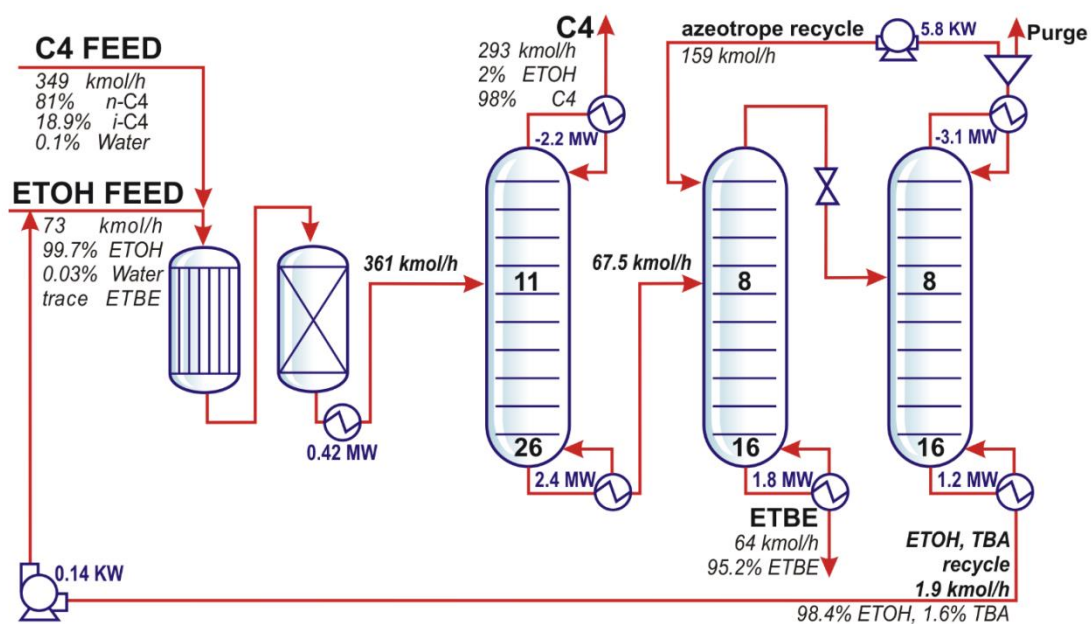 C4 FEED
349 kmol/h
81% n-C4
18.9% i-C4
0.1% Water
ETOH FEED
73 kmol/h
99.7% ETOH
0.03% Water
trace ETBE
0.42 MW
361 kmol/h
C4
293 kmol/h
2% ETOH
98% C4
-2.2 MW
11
26
2.4 MW
67.5 kmol/h
azeotrope recycle
159 kmol/h
5.8 KW
Purge
8
16
1.8 MW
ETBE
64 kmol/h
95.2% ETBE
-3.1 MW
8
16
1.2 MW
ETOH, TBA
recycle
1.9 kmol/h
98.4% ETOH, 1.6% TBA
0.14 KW